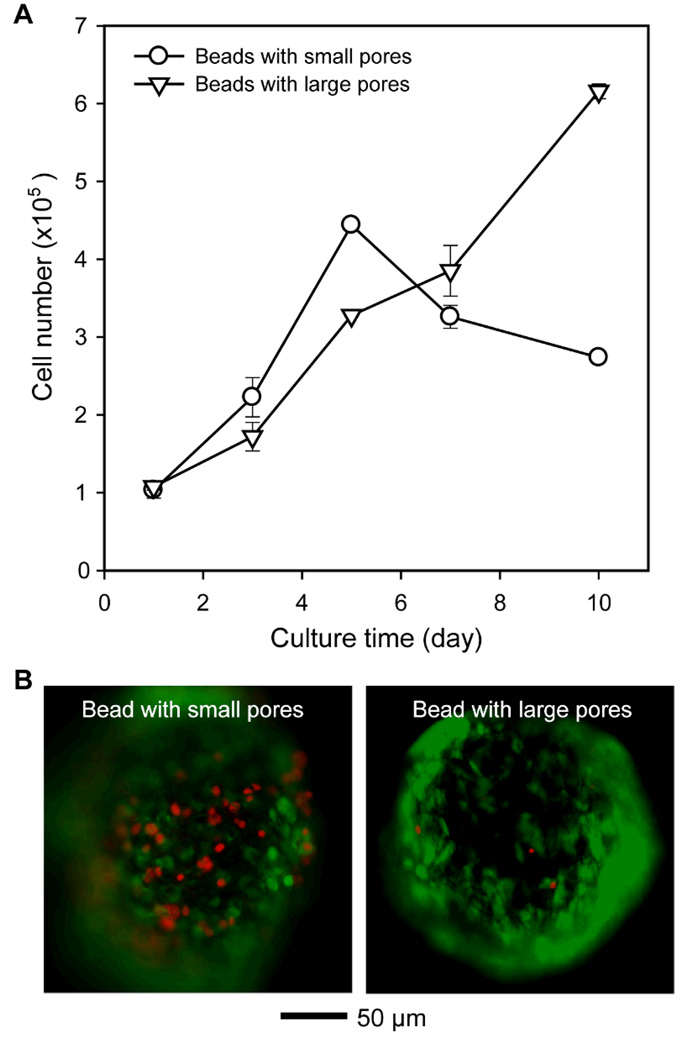 A
7
Beads with small pores
Beads with large pores
6
5
4
3
2
1
0
Cell number (x10⁵ )
0 2 4 6 8 10
Culture time (day)
B
Bead with small pores
Bead with large pores
50 µm